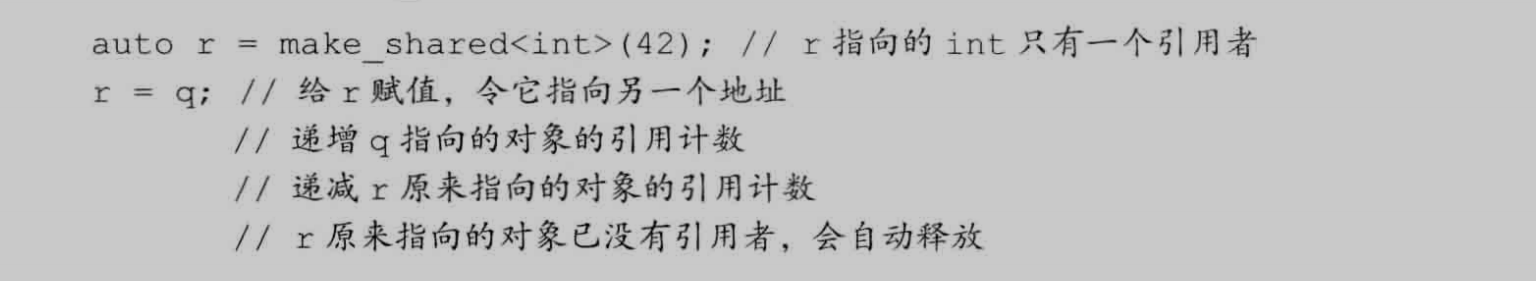 auto r = make_shared<int>(42); // r 指向的 int 只有一个引用者
r = q; // 给 r 赋值，令它指向另一个地址
// 递增 q 指向的对象的引用计数
// 递减 r 原来指向的对象的引用计数
// r 原来指向的对象已没有引用者，会自动释放